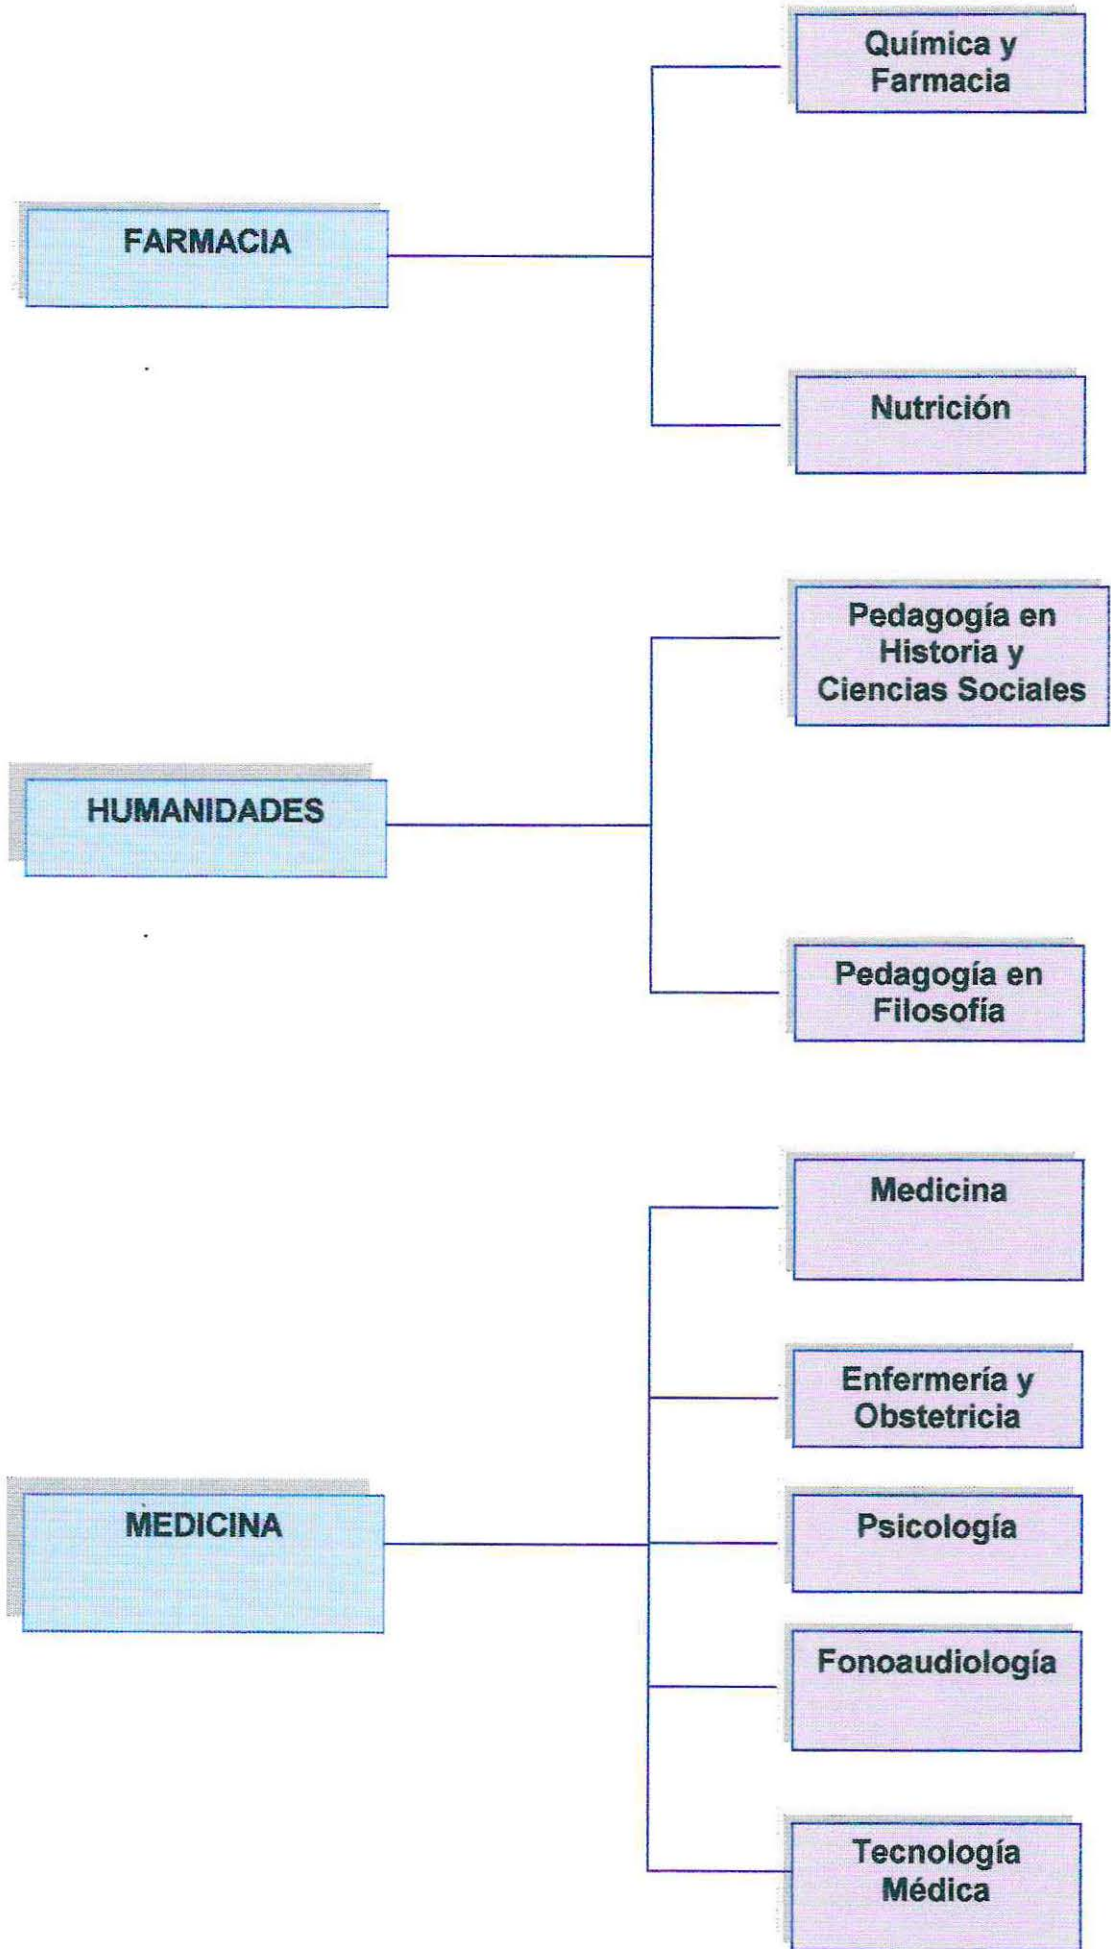 Química y
Farmacia
FARMACIA
Nutrición
Pedagogía en
Historia y
Ciencias Sociales
HUMANIDADES
Pedagogía en
Filosofía
Medicina
Enfermería y
Obstetricia
MEDICINA
Psicología
Fonoaudiología
Tecnología
Médica